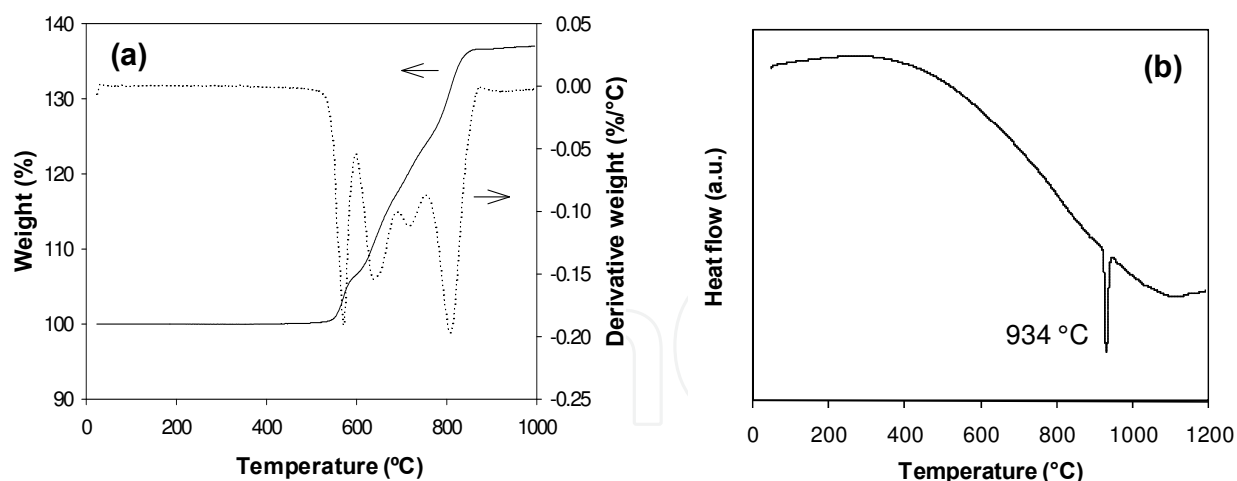 (a)
Weight (%)
140
130
120
110
100
90
0 200 400 600 800 1000
Temperature (ºC)
0.05
0.00
-0.05
-0.10
-0.15
-0.20
-0.25
Derivative weight (%/°C)
(b)
Heat flow (a.u.)
934 °C
0 200 400 600 800 1000 1200
Temperature (°C)